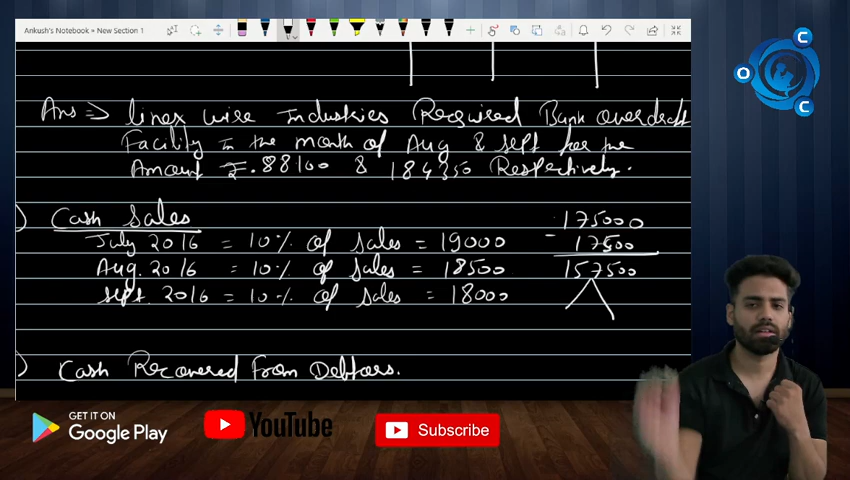 Ankush's Notebook > New Section 1
Ans => linex wise Industries Required Bank overdraft
Facility in the month of Aug & Sept for the
Amount ₹.88100 & 184350 Respectively.
) Cash Sales
July 2016 = 10% of sales = 19000
Aug. 2016 = 10% of sales = 18500
Sept. 2016 = 10% of sales = 18000
175000
- 17500
157500
) Cash Recovered From Debtors.
O C C
GET IT ON
Google Play
YouTube
Subscribe